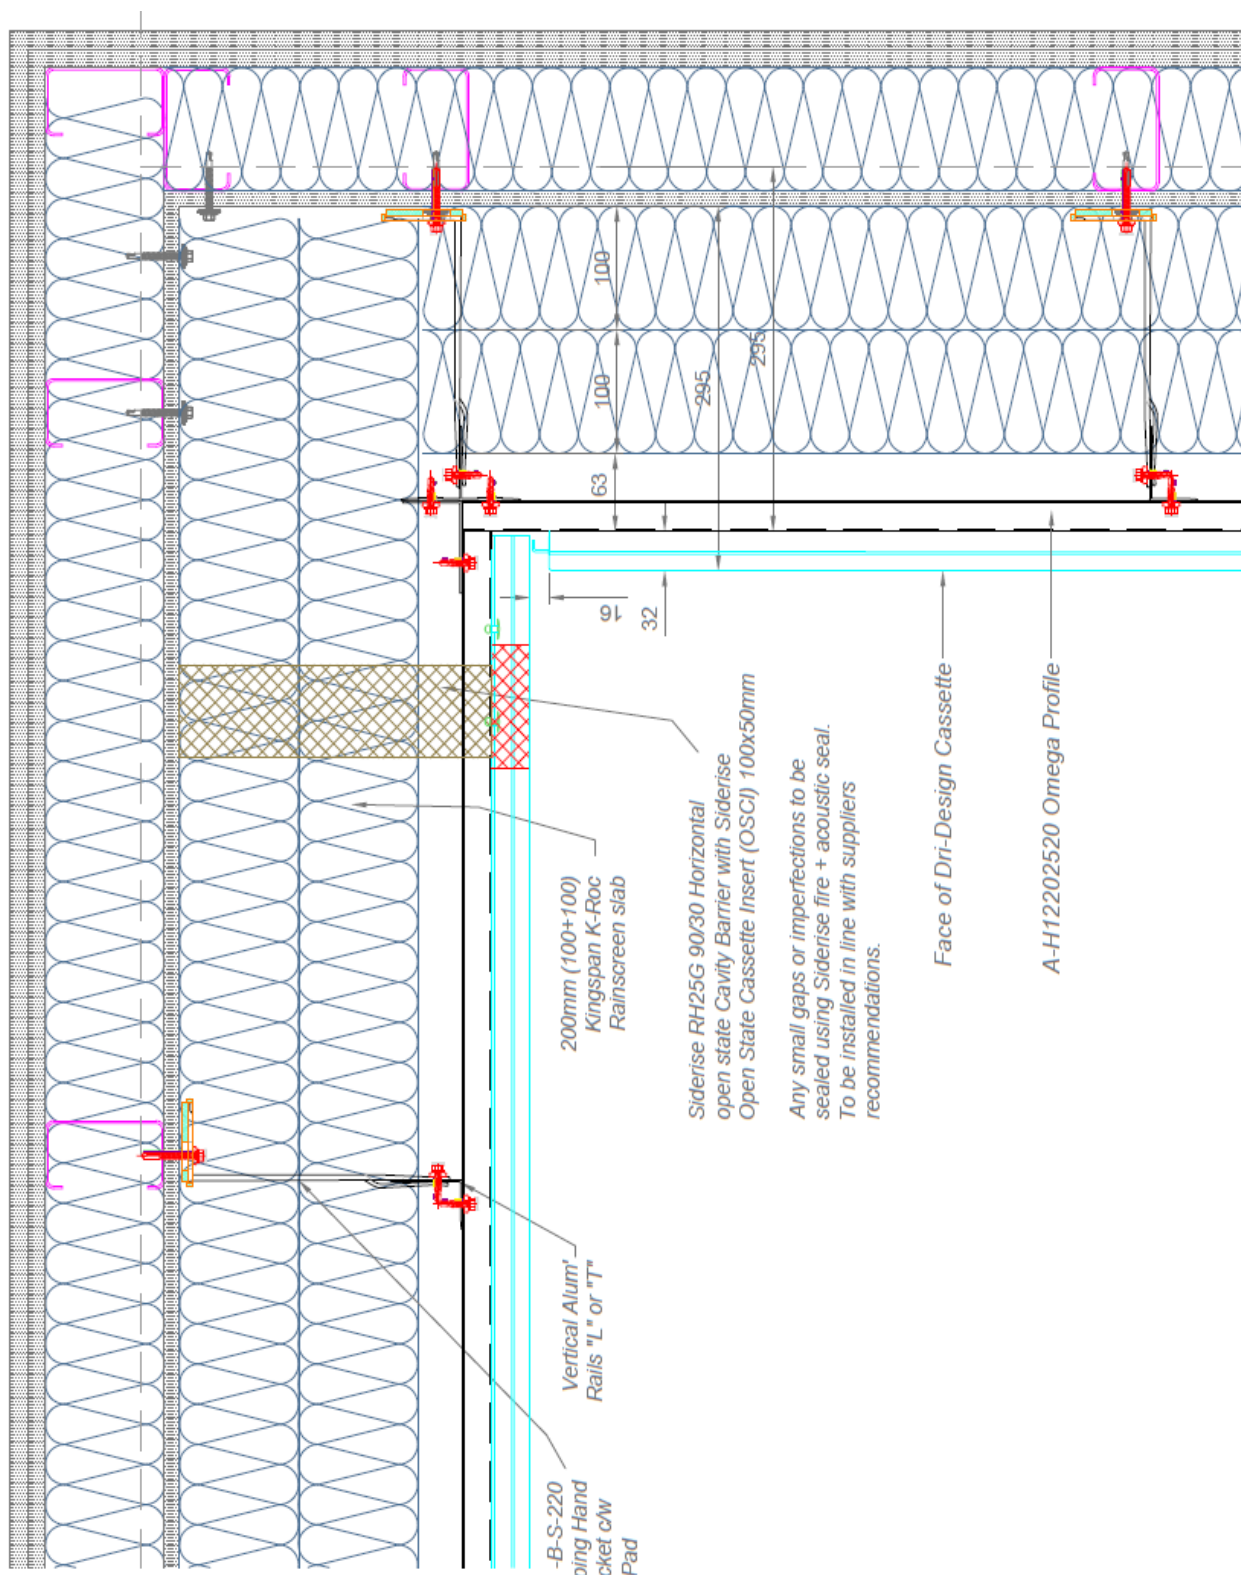 100
100
63
295
295
16
32
200mm (100+100)
Kingspan K-Roc
Rainscreen slab
Siderise RH25G 90/30 Horizontal
open state Cavity Barrier with Siderise
Open State Cassette Insert (OSCI) 100x50mm
Any small gaps or imperfections to be
sealed using Siderise fire + acoustic seal.
To be installed in line with suppliers
recommendations.
Face of Dri-Design Cassette
A-H12202520 Omega Profile
Vertical Alum'
Rails "L" or "T"
-B-S-220
ping Hand
cket c/w
Pad